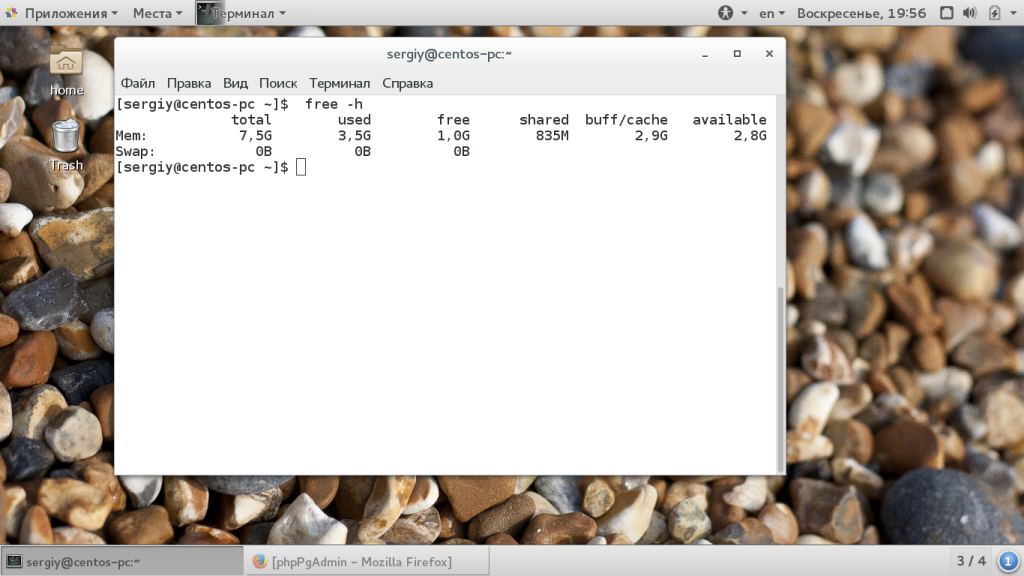 Приложения Места Терминал en Воскресенье, 19:56
sergiy@centos-pc:~
home
Файл Правка Вид Поиск Терминал Справка
[sergiy@centos-pc ~]$  free -h
total used free shared buff/cache available
Mem: 7,5G 3,5G 1,0G 835M 2,9G 2,8G
Swap: 0B 0B 0B
[sergiy@centos-pc ~]$
Trash
sergiy@centos-pc:~ [phpPgAdmin - Mozilla Firefox] 3 / 4 1